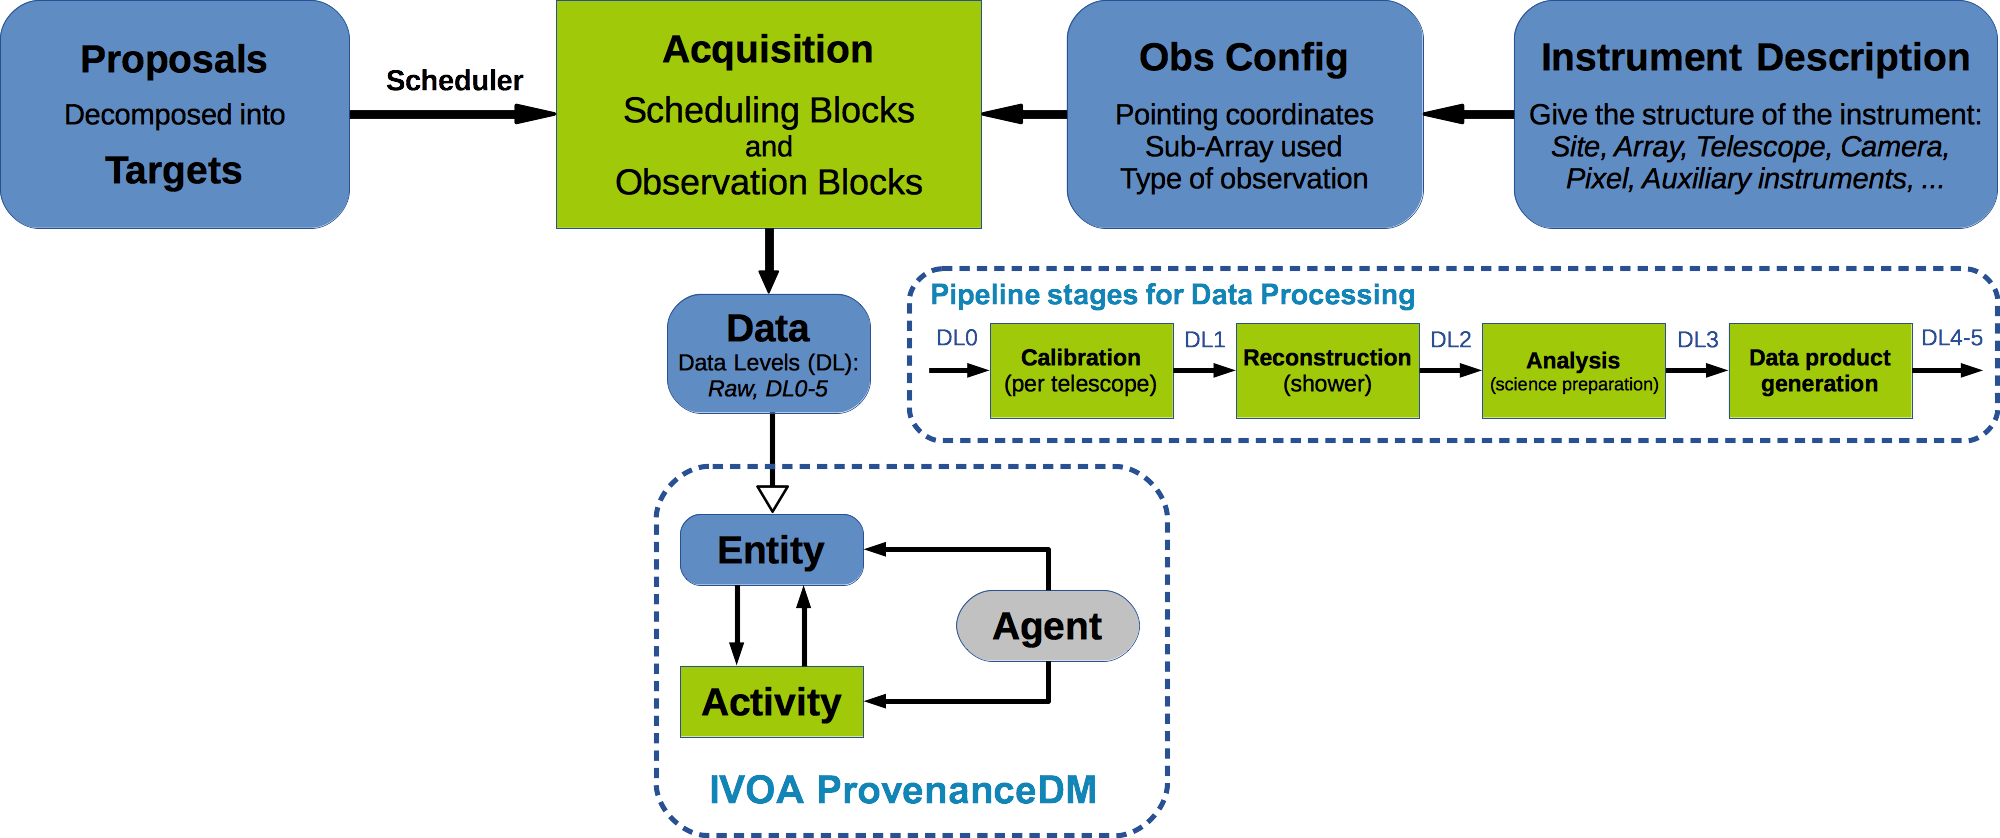 Proposals
Decomposed into
Targets
Scheduler
Acquisition
Scheduling Blocks
and
Observation Blocks
Obs Config
Pointing coordinates
Sub-Array used
Type of observation
Instrument Description
Give the structure of the instrument:
Site, Array, Telescope, Camera,
Pixel, Auxiliary instruments, ...
Data
Data Levels (DL):
Raw, DL0-5
Pipeline stages for Data Processing
DL0
Calibration
(per telescope)
DL1
Reconstruction
(shower)
DL2
Analysis
(science preparation)
DL3
Data product
generation
DL4-5
Entity
Agent
Activity
IVOA ProvenanceDM